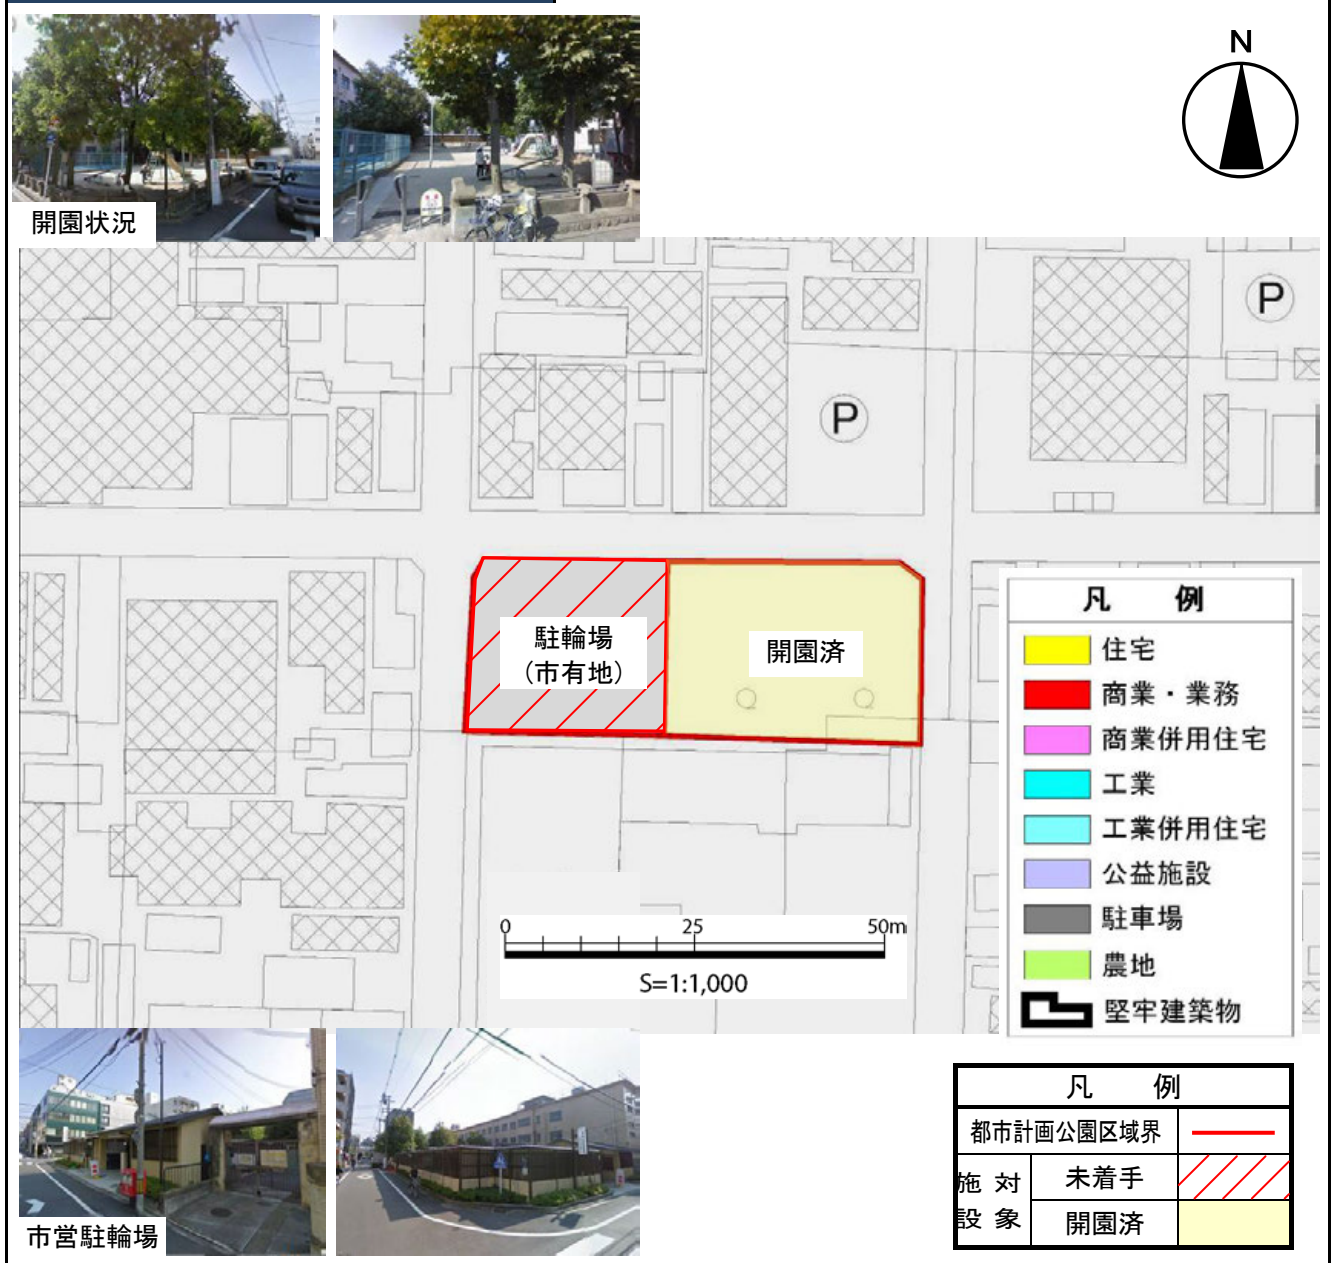 N
開園状況
P
P
駐輪場
(市有地)
開園済
凡 例
住宅
商業・業務
商業併用住宅
工業
工業併用住宅
公益施設
駐車場
農地
堅牢建築物
0 25 50m
S=1:1,000
市営駐輪場
凡 例
都市計画公園区域界
施設 対象
未着手
開園済